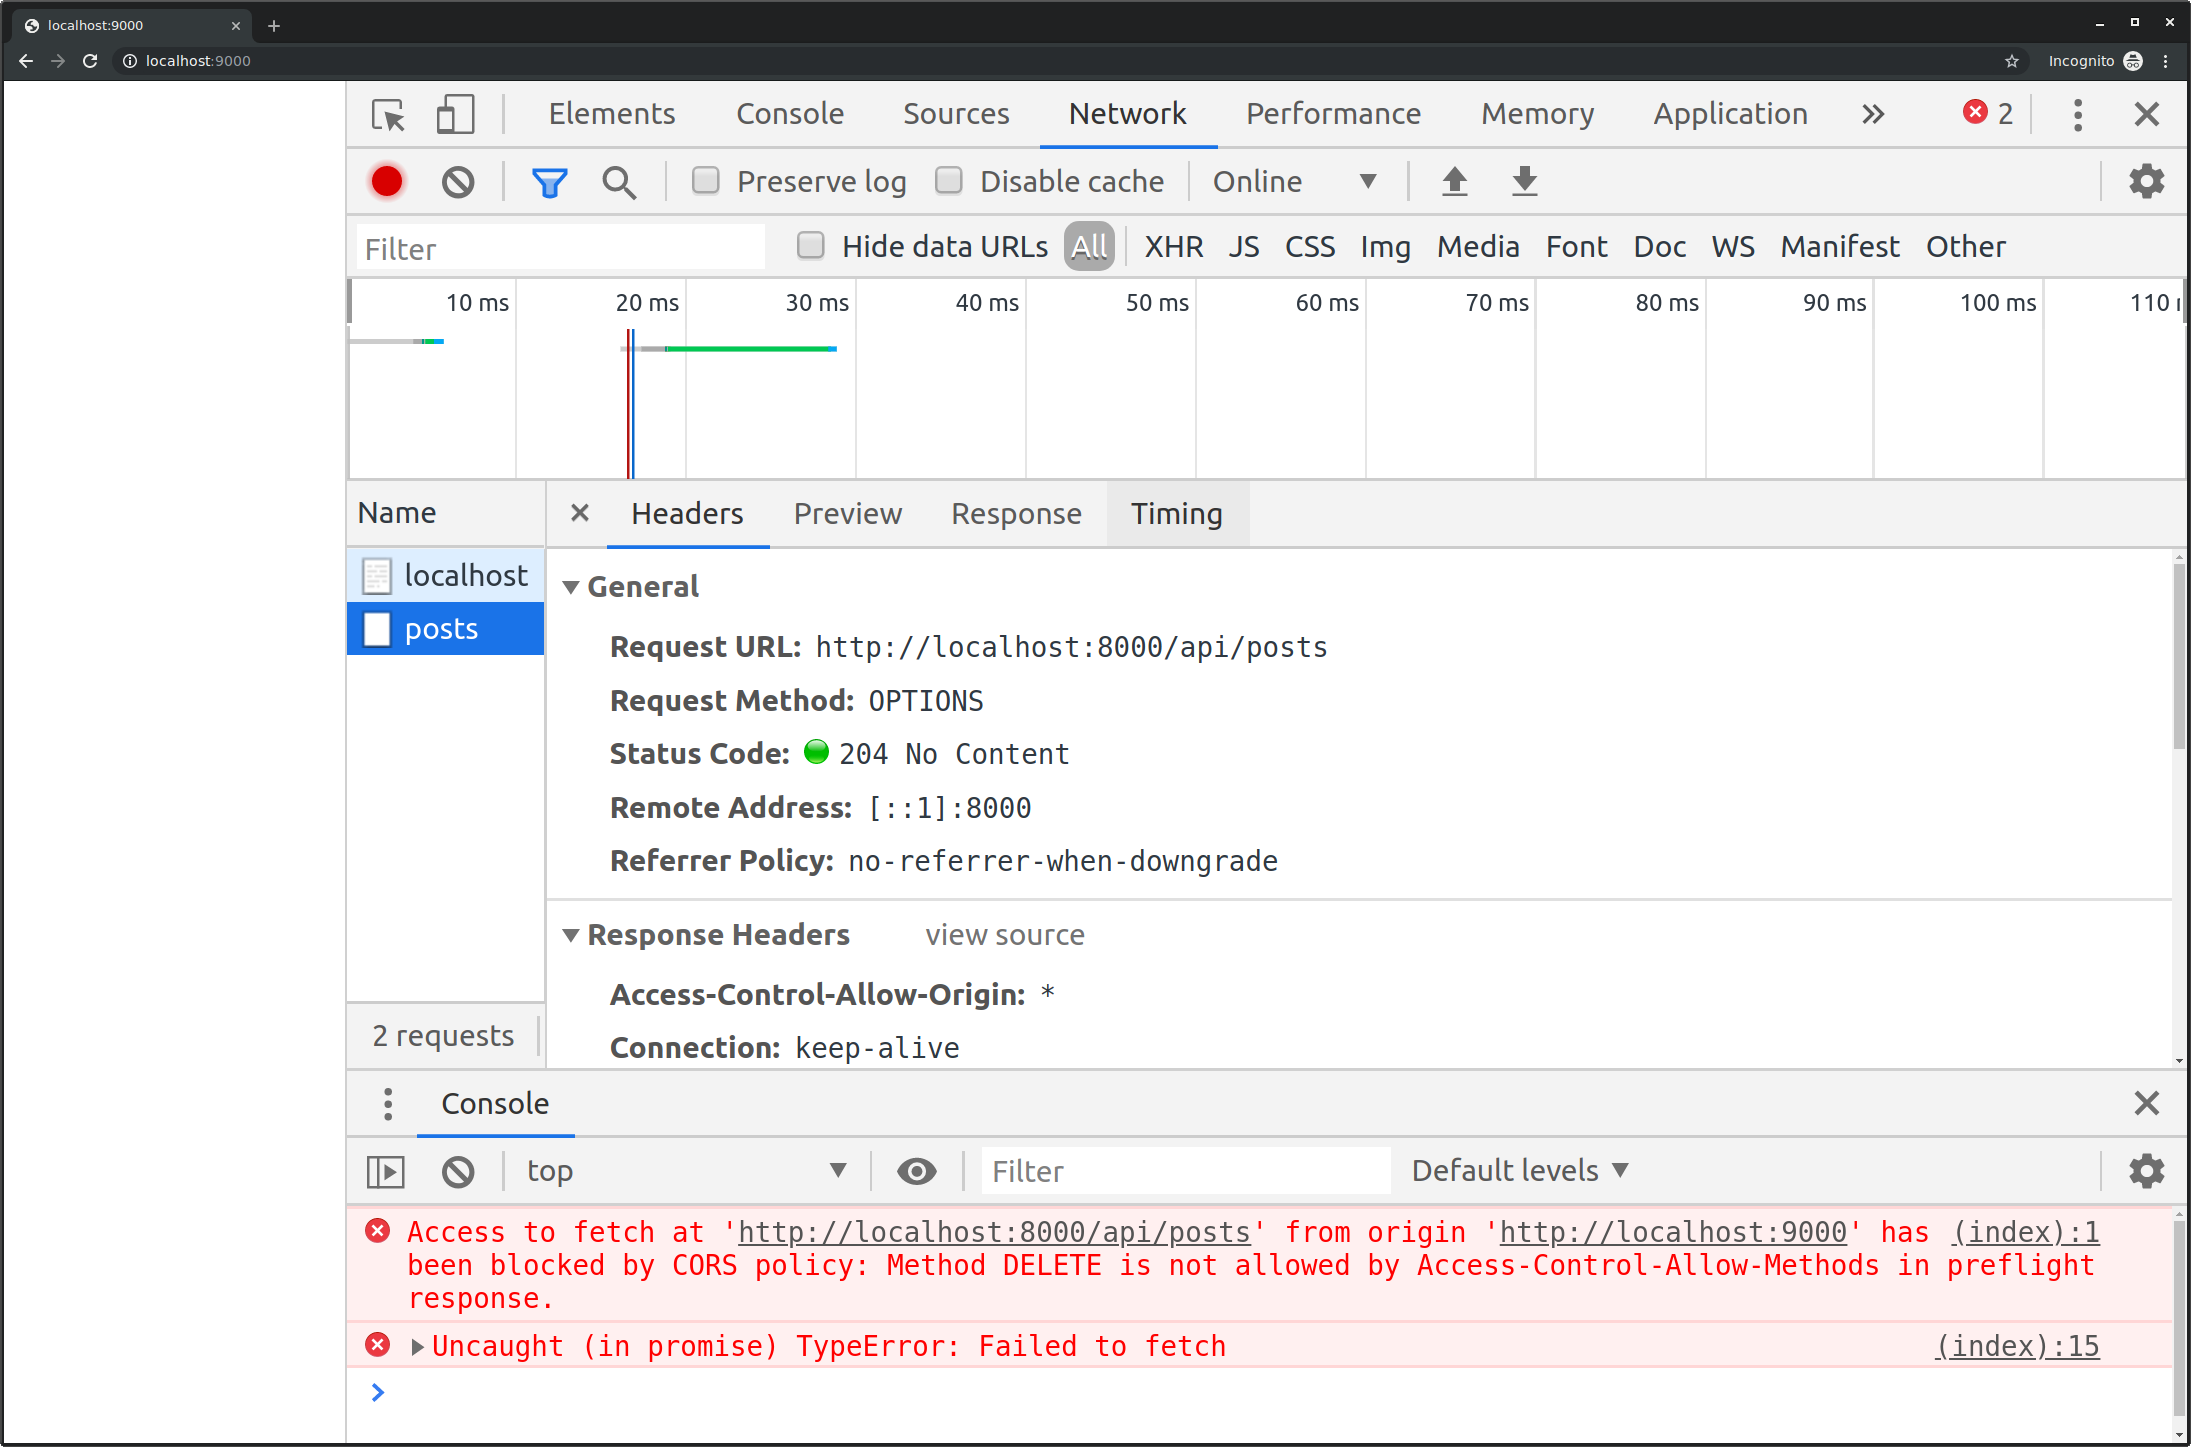 localhost:9000
localhost:9000 Incognito
Elements Console Sources Network Performance Memory Application 2
Preserve log Disable cache Online
Filter Hide data URLs All XHR JS CSS Img Media Font Doc WS Manifest Other
10 ms 20 ms 30 ms 40 ms 50 ms 60 ms 70 ms 80 ms 90 ms 100 ms 110
Name Headers Preview Response Timing
localhost
posts
General
Request URL: http://localhost:8000/api/posts
Request Method: OPTIONS
Status Code: 204 No Content
Remote Address: [::1]:8000
Referrer Policy: no-referrer-when-downgrade
Response Headers view source
Access-Control-Allow-Origin: *
Connection: keep-alive
2 requests
Console
top Filter Default levels
Access to fetch at 'http://localhost:8000/api/posts' from origin 'http://localhost:9000' has (index):1
been blocked by CORS policy: Method DELETE is not allowed by Access-Control-Allow-Methods in preflight
response.
Uncaught (in promise) TypeError: Failed to fetch (index):15